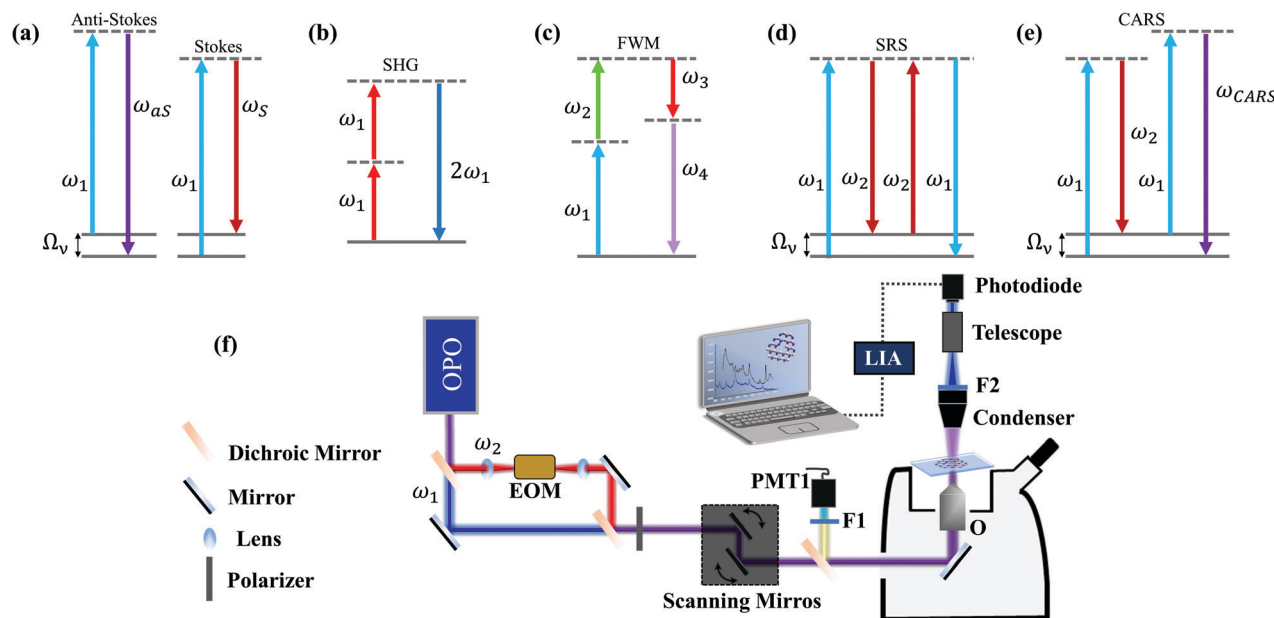 (a)
Anti-Stokes
Stokes
ω₁
ωaS
ω₁
ωS
Ων
(b)
SHG
ω₁
ω₁
2ω₁
(c)
FWM
ω₂
ω₁
ω₃
ω₄
(d)
SRS
ω₁
ω₂
ω₂
ω₁
Ων
(e)
CARS
ω₁
ω₂
ω₁
ωCARS
Ων
(f)
OPO
ω₂
ω₁
EOM
Dichroic Mirror
Mirror
Lens
Polarizer
Scanning Mirros
PMT1
F1
O
Condenser
F2
Telescope
Photodiode
LIA